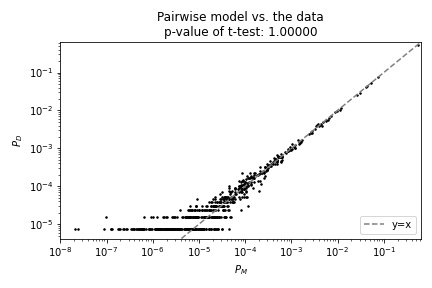 Pairwise model vs. the data
p-value of t-test: 1.00000
P_D
10⁻¹
10⁻²
10⁻³
10⁻⁴
10⁻⁵
y=x
10⁻⁸ 10⁻⁷ 10⁻⁶ 10⁻⁵ 10⁻⁴ 10⁻³ 10⁻² 10⁻¹
P_M